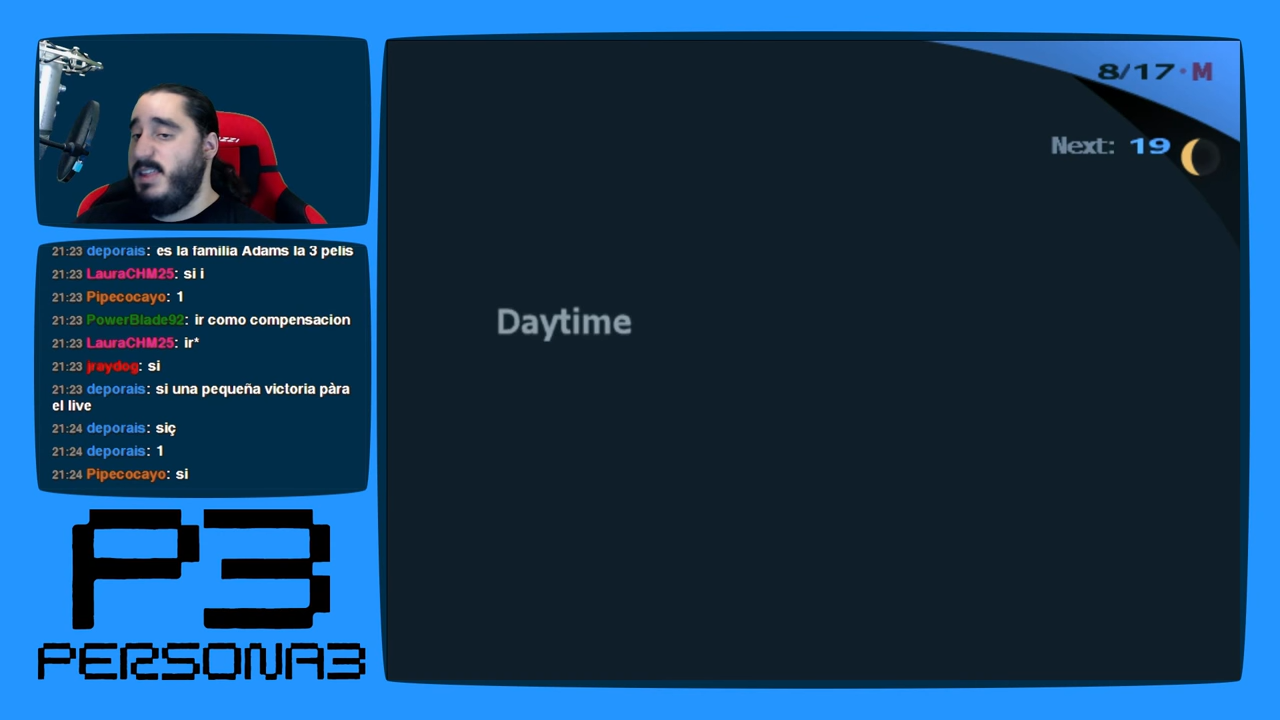 8/17·M
Next: 19
Daytime
21:23 deporais: es la familia Adams la 3 pelis
21:23 LauraCHM25: si i
21:23 Pipecocayo: 1
21:23 PowerBlade92: ir como compensacion
21:23 LauraCHM25: ir*
21:23 jraydog: si
21:23 deporais: si una pequeña victoria pàra
el live
21:24 deporais: siç
21:24 deporais: 1
21:24 Pipecocayo: si
P3
PERSONA3